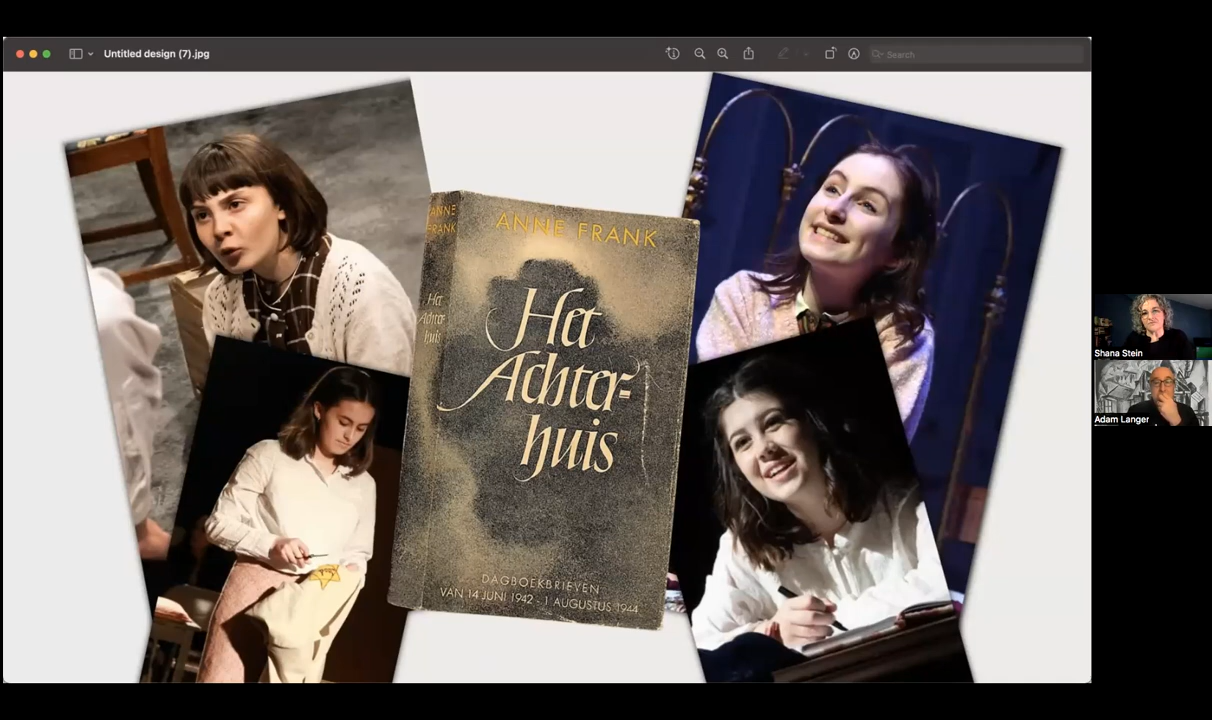 Untitled design (7).jpg
Search
ANNE
FRANK
Het
Achter-
huis
ANNE FRANK
Het
Achter-
huis
DAGBOEKBRIEVEN
VAN 14 JUNI 1942 - 1 AUGUSTUS 1944
Shana Stein
Adam Langer